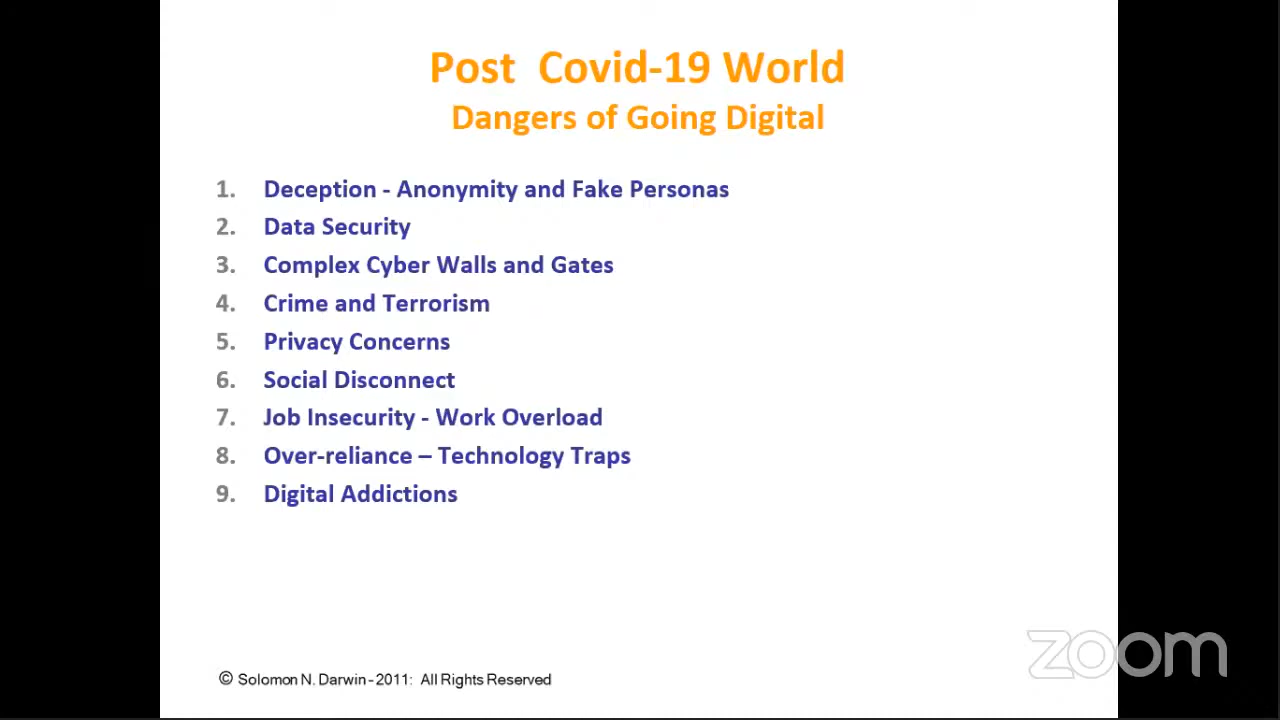 Post Covid-19 World
Dangers of Going Digital
1. Deception - Anonymity and Fake Personas
2. Data Security
3. Complex Cyber Walls and Gates
4. Crime and Terrorism
5. Privacy Concerns
6. Social Disconnect
7. Job Insecurity - Work Overload
8. Over-reliance – Technology Traps
9. Digital Addictions
© Solomon N. Darwin - 2011: All Rights Reserved
zoom